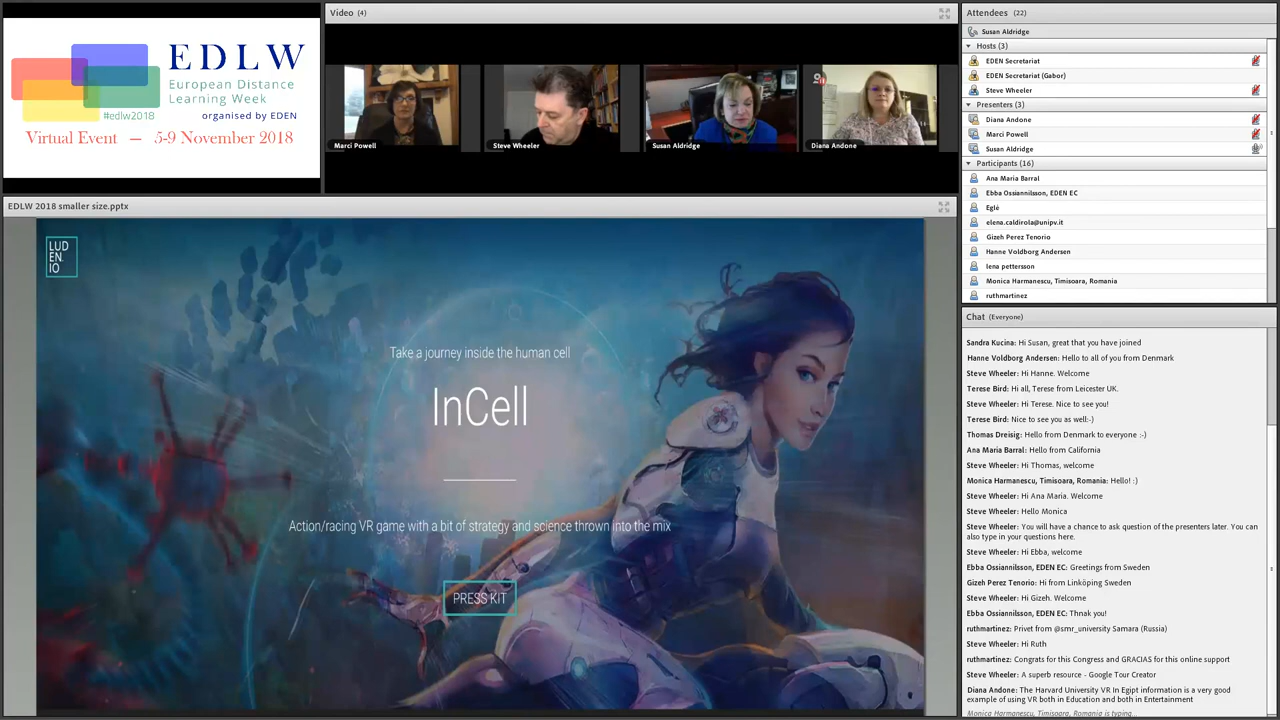 EDLW
European Distance
Learning Week
#edlw2018
organised by EDEN
Virtual Event — 5-9 November 2018
Video (4)
Marci Powell
Steve Wheeler
Susan Aldridge
Diana Andone
EDLW 2018 smaller size.pptx
LUD
EN.
IO
Take a journey inside the human cell
InCell
Action/racing VR game with a bit of strategy and science thrown into the mix
PRESS KIT
Attendees (22)
Susan Aldridge
Hosts (3)
EDEN Secretariat
EDEN Secretariat (Gabor)
Steve Wheeler
Presenters (3)
Diana Andone
Marci Powell
Susan Aldridge
Participants (16)
Ana Maria Barral
Ebba Ossiannilsson, EDEN EC
Eglė
elena.caldirola@unipv.it
Gizeh Perez Tenorio
Hanne Voldborg Andersen
lena pettersson
Monica Harmanescu, Timisoara, Romania
ruthmartinez
Chat (Everyone)
Sandra Kucina: Hi Susan, great that you have joined
Hanne Voldborg Andersen: Hello to all of you from Denmark
Steve Wheeler: Hi Hanne. Welcome
Terese Bird: Hi all, Terese from Leicester UK.
Steve Wheeler: Hi Terese. Nice to see you!
Terese Bird: Nice to see you as well:-)
Thomas Dreisig: Hello from Denmark to everyone :-)
Ana Maria Barral: Hello from California
Steve Wheeler: Hi Thomas, welcome
Monica Harmanescu, Timisoara, Romania: Hello! :)
Steve Wheeler: Hi Ana Maria. Welcome
Steve Wheeler: Hello Monica
Steve Wheeler: You will have a chance to ask question of the presenters later. You can
also type in your questions here.
Steve Wheeler: Hi Ebba, welcome
Ebba Ossiannilsson, EDEN EC: Greetings from Sweden
Gizeh Perez Tenorio: Hi from Linköping Sweden
Steve Wheeler: Hi Gizeh. Welcome
Ebba Ossiannilsson, EDEN EC: Thnak you!
ruthmartinez: Privet from @smr_university Samara (Russia)
Steve Wheeler: Hi Ruth
ruthmartinez: Congrats for this Congress and GRACIAS for this online support
Steve Wheeler: A superb resource - Google Tour Creator
Diana Andone: The Harvard University VR In Egipt information is a very good
example of using VR both in Education and both in Entertainment
Monica Harmanescu, Timisoara, Romania is typing...